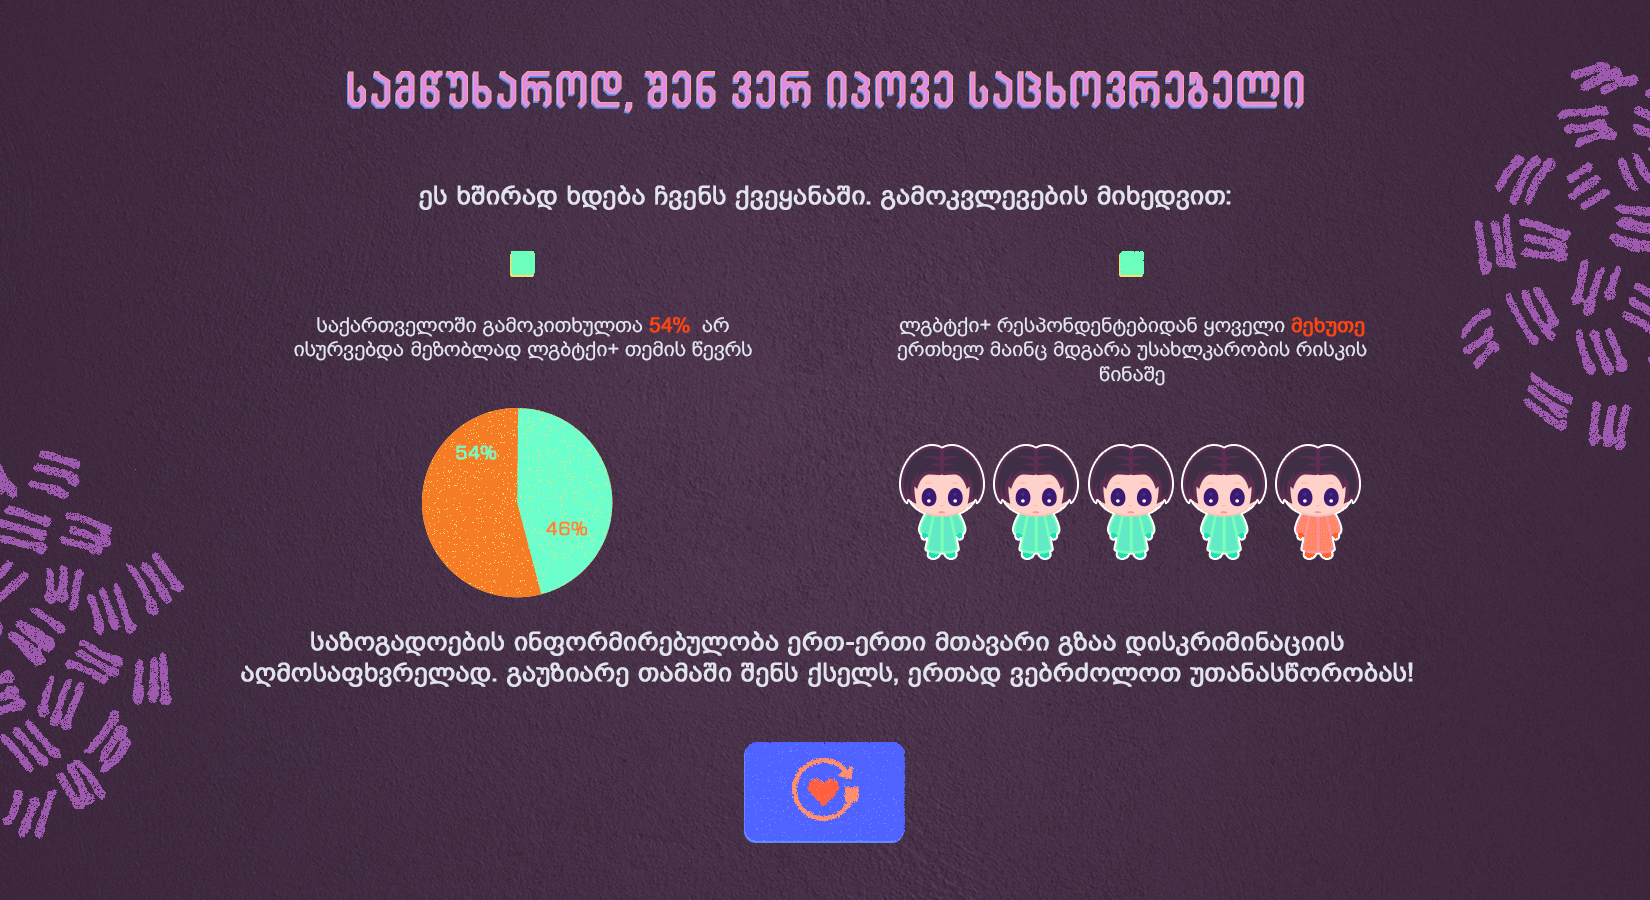 სამწუხაროდ, შენ ვერ იპოვე საცხოვრებელი
ეს ხშირად ხდება ჩვენს ქვეყანაში. გამოკვლევების მიხედვით:
საქართველოში გამოკითხულთა 54% არ
ისურვებდა მეზობლად ლგბტქი+ თემის წევრს
ლგბტქი+ რესპონდენტებიდან ყოველი მეხუთე
ერთხელ მაინც მდგარა უსახლკარობის რისკის
წინაშე
54%
46%
საზოგადოების ინფორმირებულობა ერთ-ერთი მთავარი გზაა დისკრიმინაციის
აღმოსაფხვრელად. გაუზიარე თამაში შენს ქსელს, ერთად ვებრძოლოთ უთანასწორობას!